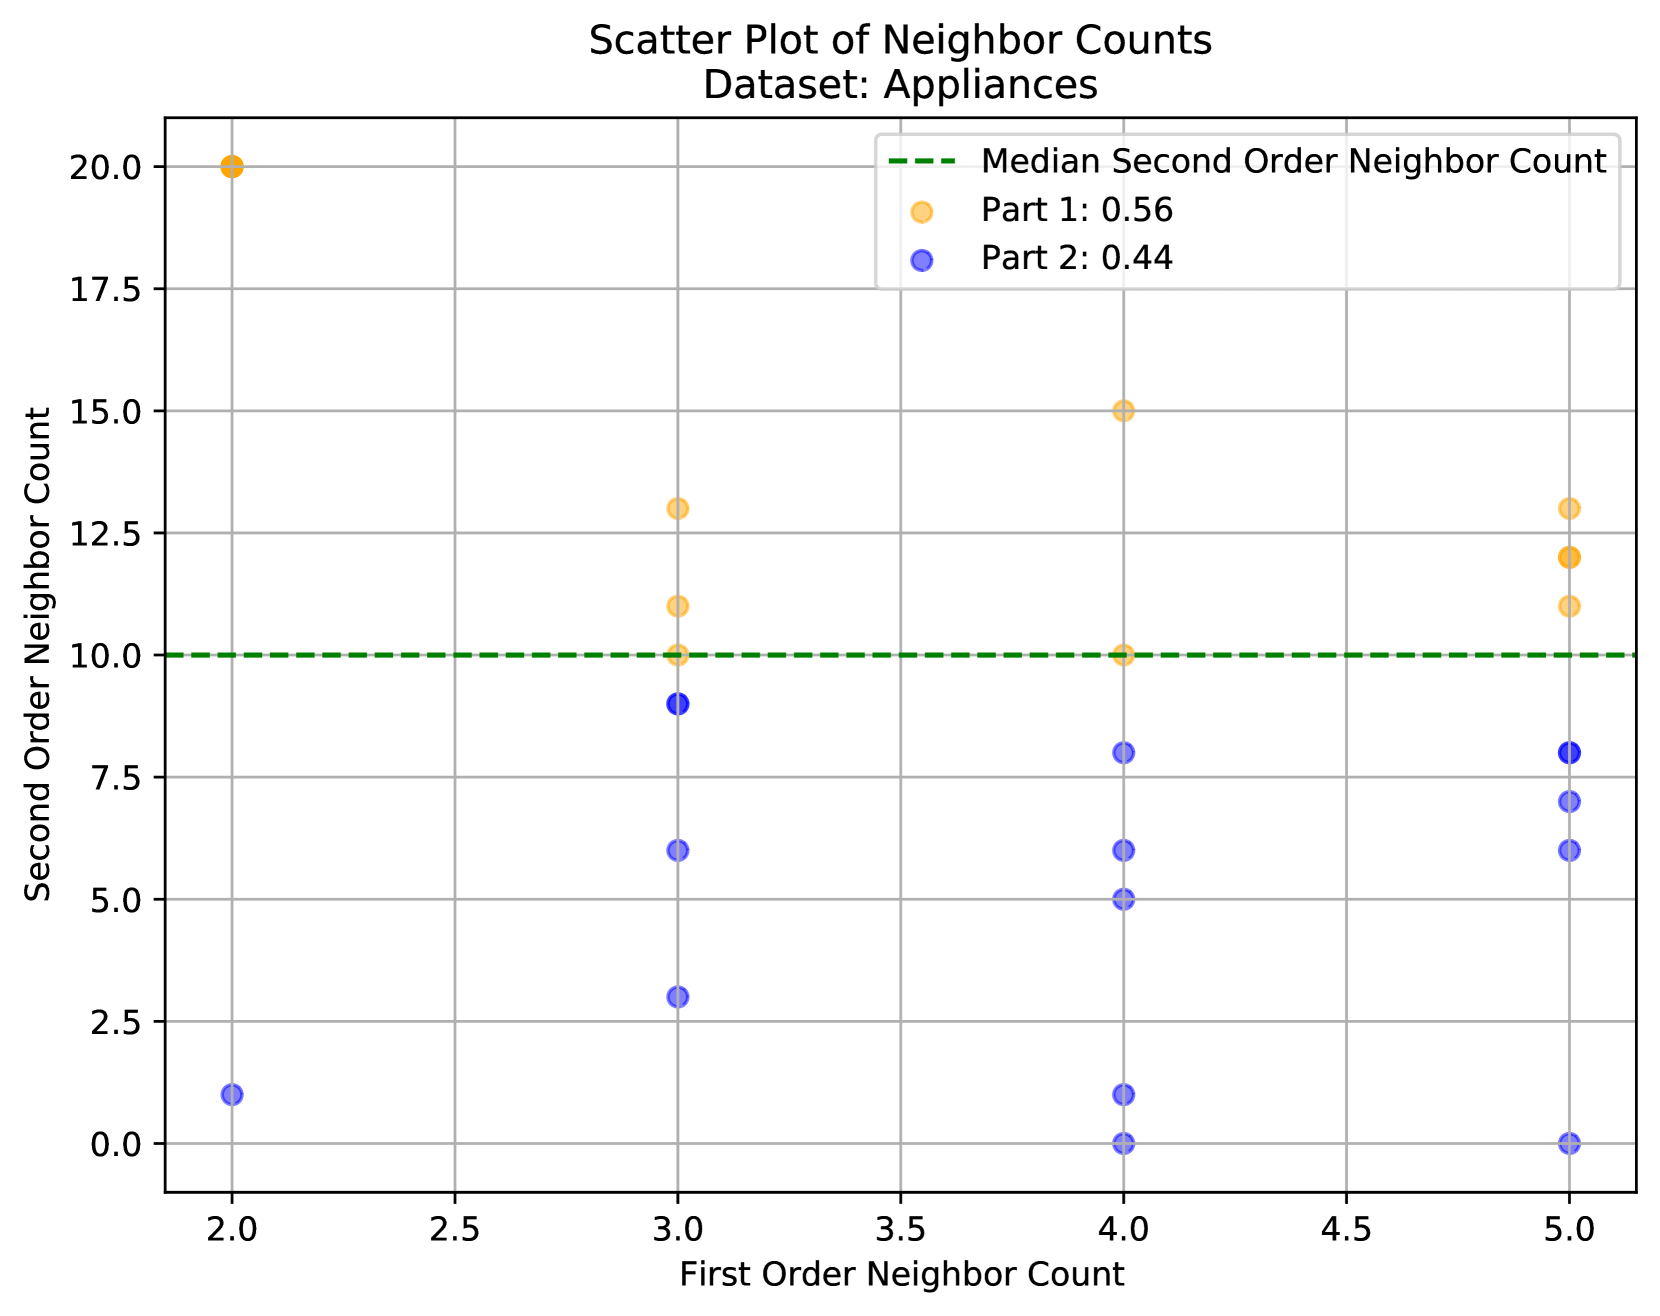 Scatter Plot of Neighbor Counts
Dataset: Appliances
Median Second Order Neighbor Count
Part 1: 0.56
Part 2: 0.44
Second Order Neighbor Count
20.0
17.5
15.0
12.5
10.0
7.5
5.0
2.5
0.0
2.0 2.5 3.0 3.5 4.0 4.5 5.0
First Order Neighbor Count